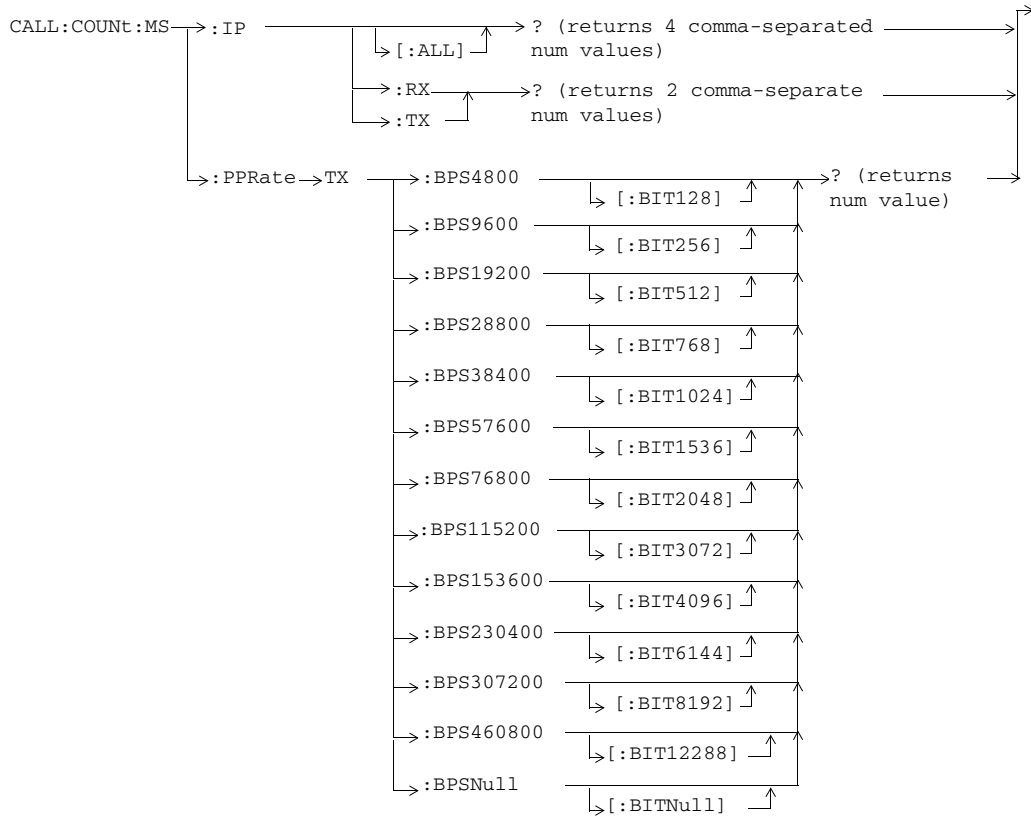 CALL:COUNt:MS :IP ? (returns 4 comma-separated
[:ALL] num values)
:RX ? (returns 2 comma-separate
:TX num values)
:PPRate TX :BPS4800 ? (returns
[:BIT128] num value)
:BPS9600
[:BIT256]
:BPS19200
[:BIT512]
:BPS28800
[:BIT768]
:BPS38400
[:BIT1024]
:BPS57600
[:BIT1536]
:BPS76800
[:BIT2048]
:BPS115200
[:BIT3072]
:BPS153600
[:BIT4096]
:BPS230400
[:BIT6144]
:BPS307200
[:BIT8192]
:BPS460800
[:BIT12288]
:BPSNull
[:BITNull]